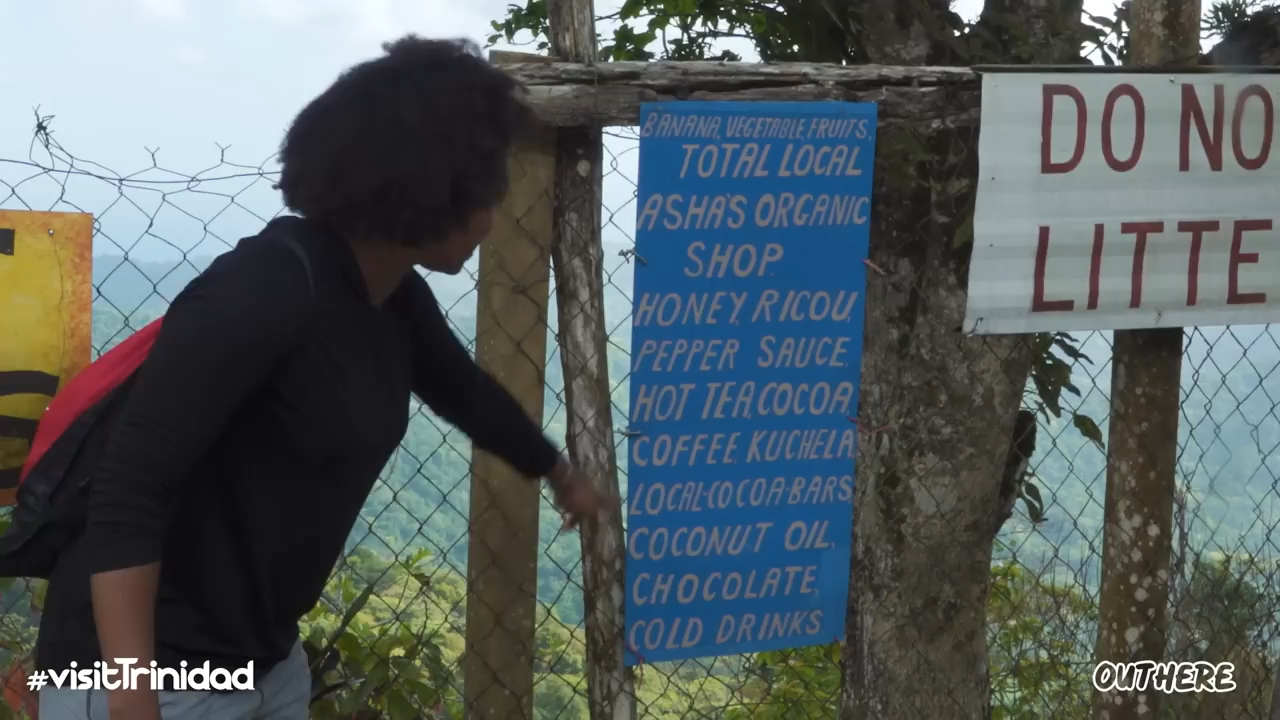 BANANA, VEGETABLE, FRUITS,
TOTAL LOCAL
ASHA'S ORGANIC
SHOP
HONEY, RICOU,
PEPPER SAUCE,
HOT TEA, COCOA,
COFFEE, KUCHELA
LOCAL-COCOA-BARS,
COCONUT OIL,
CHOCOLATE,
COLD DRINKS
DO NO
LITTE
#visitTrinidad
OUTHERE